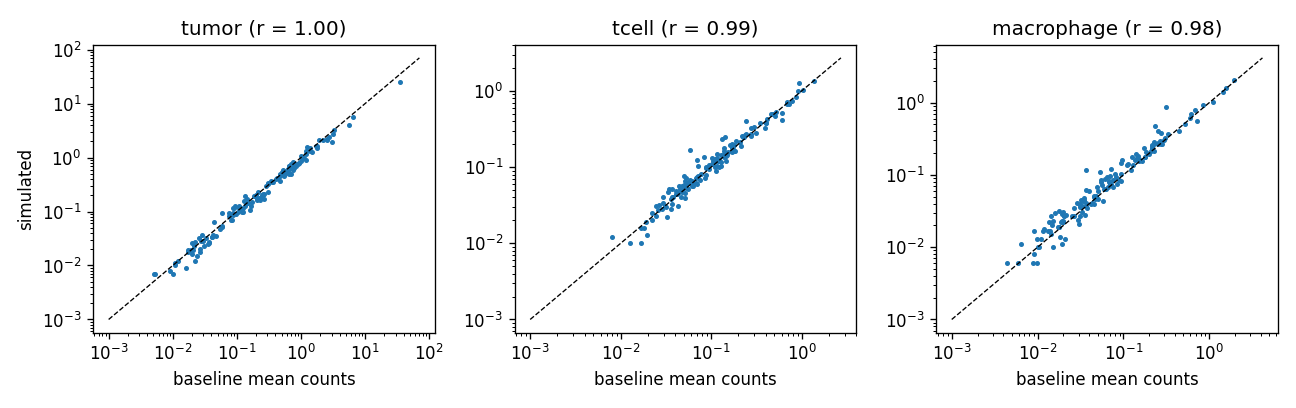 tumor (r = 1.00)
tcell (r = 0.99)
macrophage (r = 0.98)
simulated
10²
10¹
10⁰
10⁻¹
10⁻²
10⁻³
10⁻³ 10⁻² 10⁻¹ 10⁰ 10¹ 10²
baseline mean counts
10⁰
10⁻¹
10⁻²
10⁻³
10⁻³ 10⁻² 10⁻¹ 10⁰
baseline mean counts
10⁰
10⁻¹
10⁻²
10⁻³
10⁻³ 10⁻² 10⁻¹ 10⁰
baseline mean counts